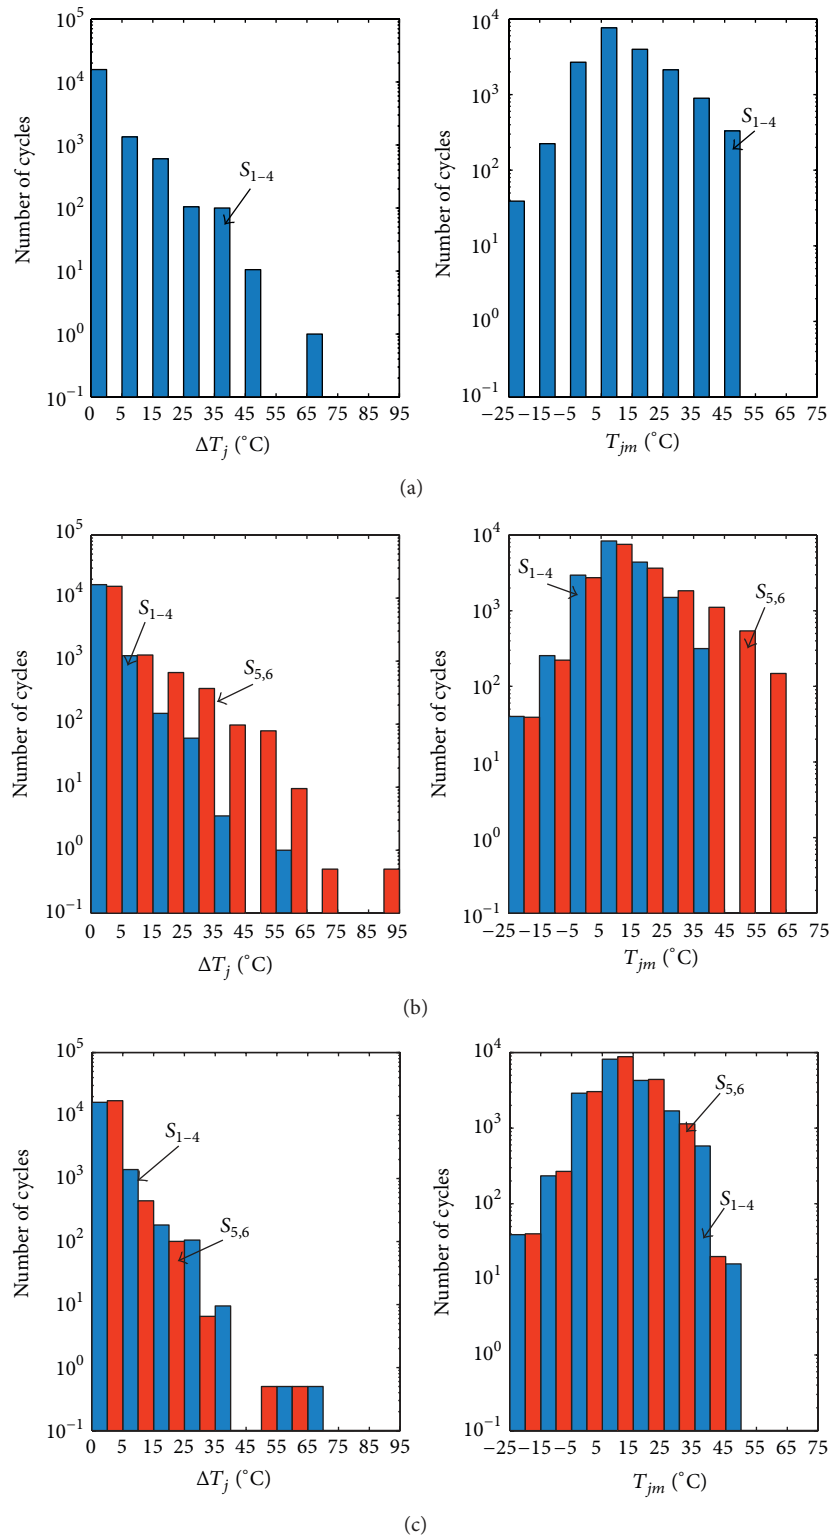 10^5
10^4
10^3
10^2
10^1
10^0
10^−1
Number of cycles
S1–4
0 5 15 25 35 45 55 65 75 85 95
ΔTj (°C)
10^4
10^3
10^2
10^1
10^0
10^−1
Number of cycles
S1–4
−25 −15 −5 5 15 25 35 45 55 65 75
Tjm (°C)
(a)
10^5
10^4
10^3
10^2
10^1
10^0
10^−1
Number of cycles
S1–4
S5,6
0 5 15 25 35 45 55 65 75 85 95
ΔTj (°C)
10^4
10^3
10^2
10^1
10^0
10^−1
Number of cycles
S1–4
S5,6
−25 −15 −5 5 15 25 35 45 55 65 75
Tjm (°C)
(b)
10^5
10^4
10^3
10^2
10^1
10^0
10^−1
Number of cycles
S1–4
S5,6
0 5 15 25 35 45 55 65 75 85 95
ΔTj (°C)
10^4
10^3
10^2
10^1
10^0
10^−1
Number of cycles
S5,6
S1–4
−25 −15 −5 5 15 25 35 45 55 65 75
Tjm (°C)
(c)